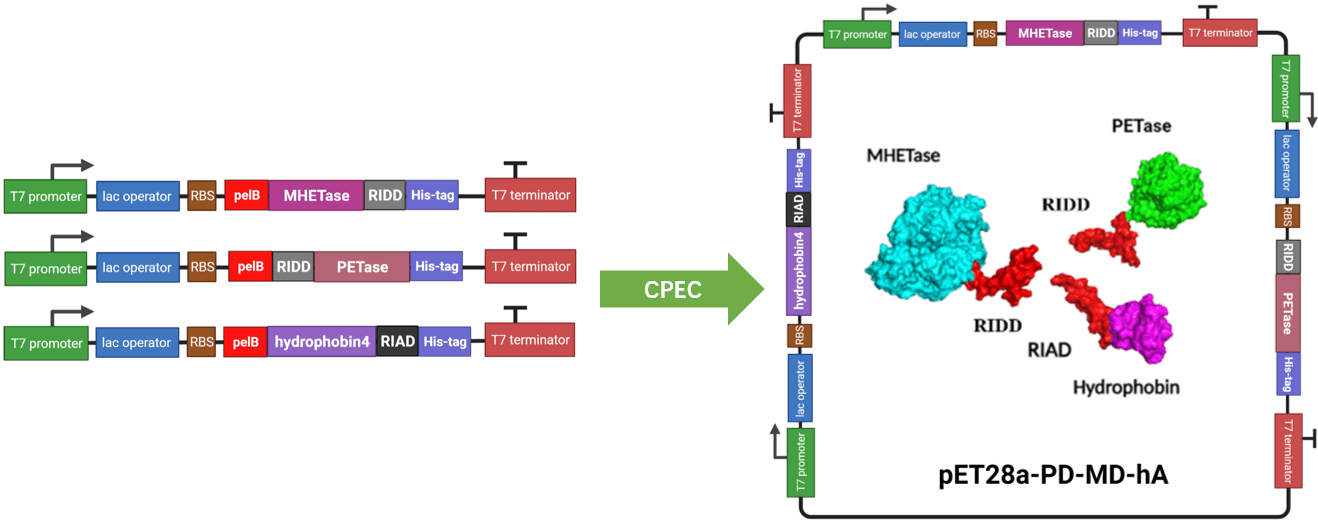 T7 promoter lac operator RBS pelB MHETase RIDD His-tag T7 terminator
T7 promoter lac operator RBS pelB RIDD PETase His-tag T7 terminator
T7 promoter lac operator RBS pelB hydrophobin4 RIAD His-tag T7 terminator
CPEC
T7 promoter lac operator RBS MHETase RIDD His-tag T7 terminator
T7 promoter lac operator RBS RIDD PETase His-tag T7 terminator
T7 promoter lac operator RBS hydrophobin4 RIAD His-tag T7 terminator
MHETase
PETase
RIDD
RIDD
RIAD
Hydrophobin
pET28a-PD-MD-hA